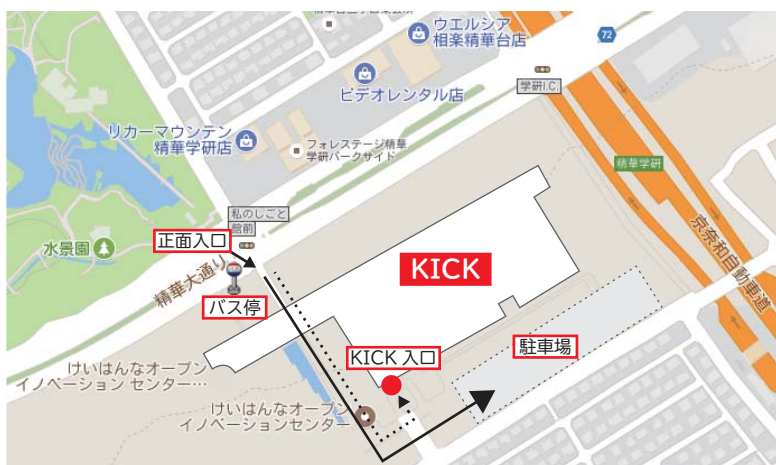 ウエルシア
相楽精華台店
72
ビデオレンタル店
学研I.C.
リカーマウンテン
精華学研店
フォレステージ精華
学研パークサイド
精華学研
私のしごと
館前
正面入口
水景園
精華大通り
バス停
KICK
京奈和自動車道
駐車場
KICK 入口
けいはんなオープン
イノベーション センター…
けいはんなオープン
イノベーションセンター